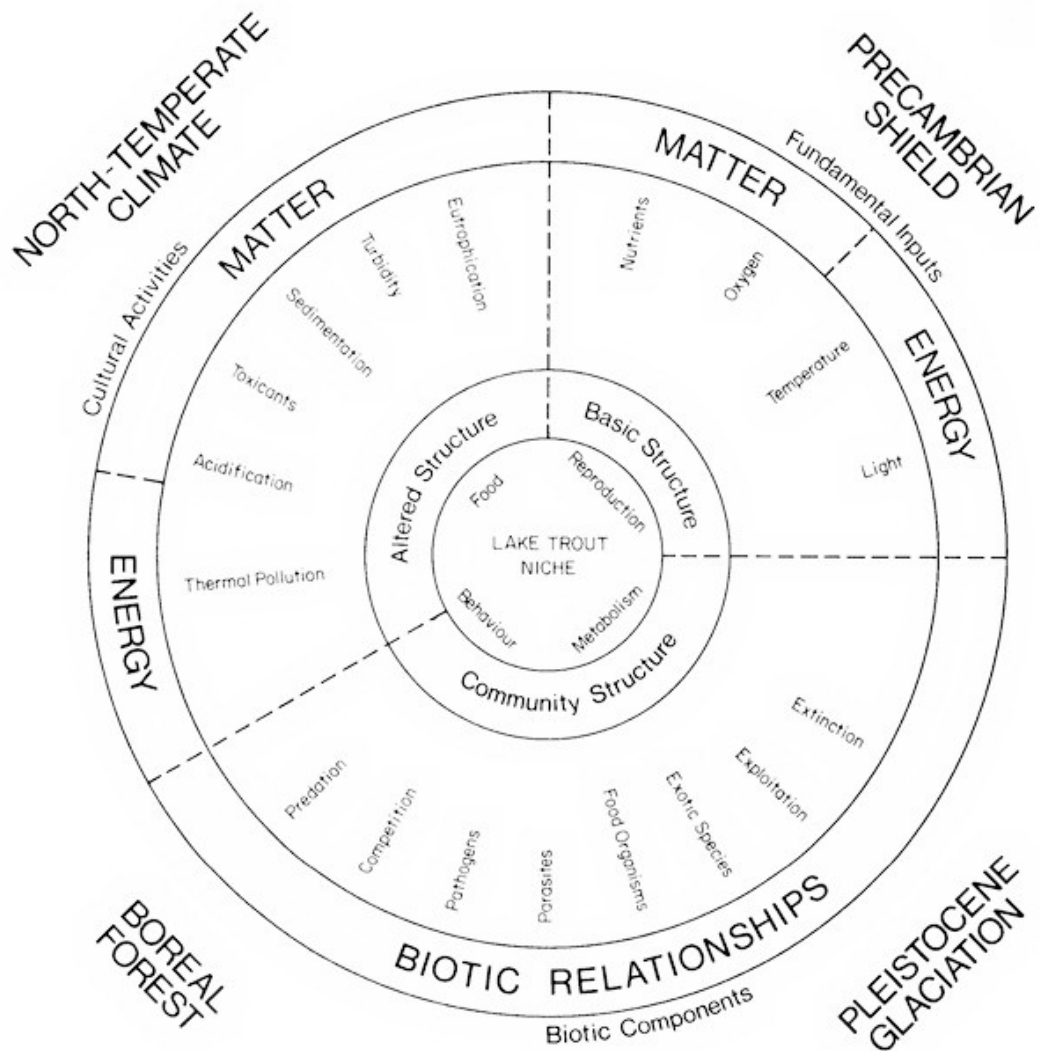 NORTH-TEMPERATE
CLIMATE
PRECAMBRIAN
SHIELD
Cultural Activities
Fundamental Inputs
MATTER
MATTER
ENERGY
ENERGY
Eutrophication
Turbidity
Sedimentation
Toxicants
Acidification
Thermal Pollution
Nutrients
Oxygen
Temperature
Light
Altered Structure
Basic Structure
Food
Reproduction
LAKE TROUT
NICHE
Behaviour
Metabolism
Community Structure
Predation
Competition
Pathogens
Parasites
Food Organisms
Exotic Species
Exploitation
Extinction
BIOTIC RELATIONSHIPS
Biotic Components
BOREAL
FOREST
PLEISTOCENE
GLACIATION